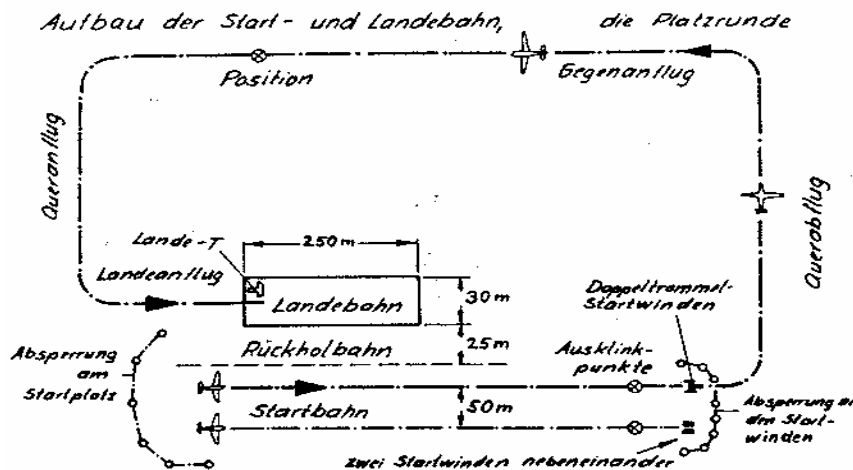 Aufbau der Start- und Landebahn, die Platzrunde
Position
Gegenanflug
Queranflug
Querabflug
Lande-T
250 m
Landeanflug
Landebahn
30 m
Doppeltrommel-
Startwinden
25 m
Rückholbahn
Ausklink-
punkte
Absperrung
am
Startplatz
Startbahn
50 m
Absperrung an
den Start-
winden
zwei Startwinden nebeneinander